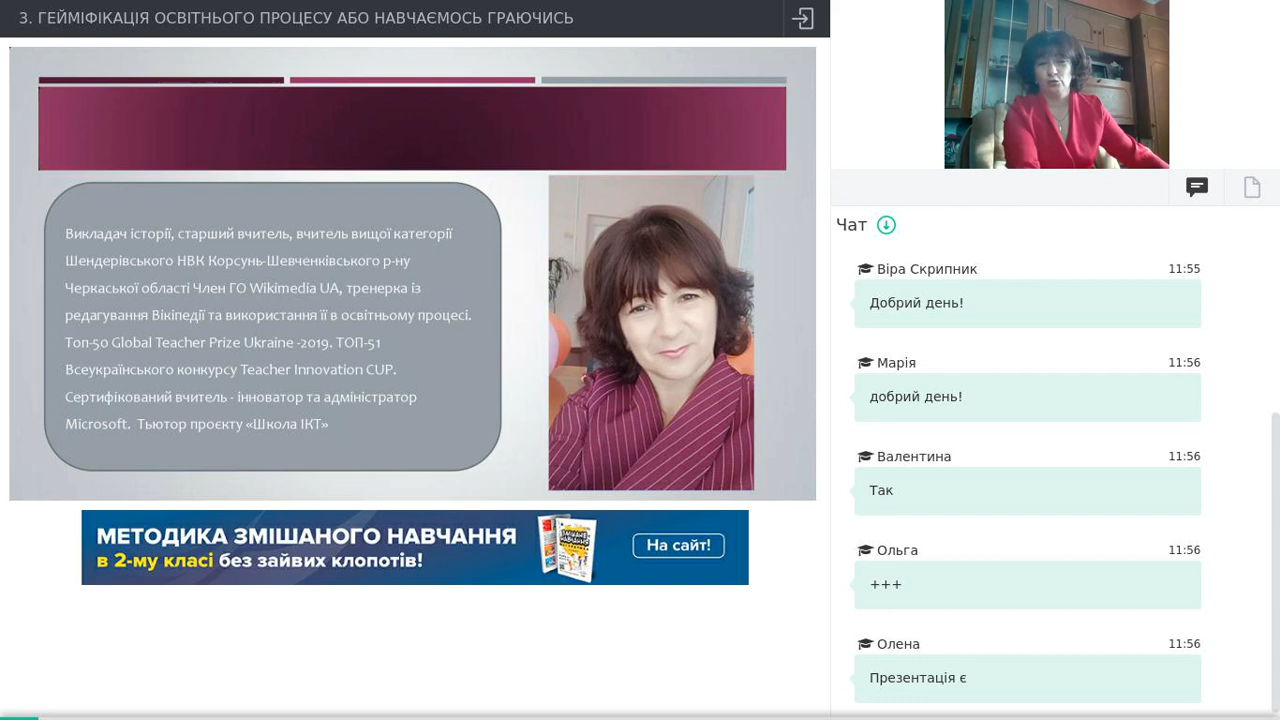 3. ГЕЙМІФІКАЦІЯ ОСВІТНЬОГО ПРОЦЕСУ АБО НАВЧАЄМОСЬ ГРАЮЧИСЬ
Викладач історії, старший вчитель, вчитель вищої категорії
Шендерівського НВК Корсунь-Шевченківського р-ну
Черкаської області Член ГО Wikimedia UA, тренерка із
редагування Вікіпедії та використання її в освітньому процесі.
Топ-50 Global Teacher Prize Ukraine -2019. ТОП-51
Всеукраїнського конкурсу Teacher Innovation CUP.
Сертифікований вчитель - інноватор та адміністратор
Microsoft. Тьютор проєкту «Школа ІКТ»
МЕТОДИКА ЗМІШАНОГО НАВЧАННЯ
в 2-му класі без зайвих клопотів!
На сайт!
Чат
Віра Скрипник 11:55
Добрий день!
Марія 11:56
добрий день!
Валентина 11:56
Так
Ольга 11:56
+++
Олена 11:56
Презентація є